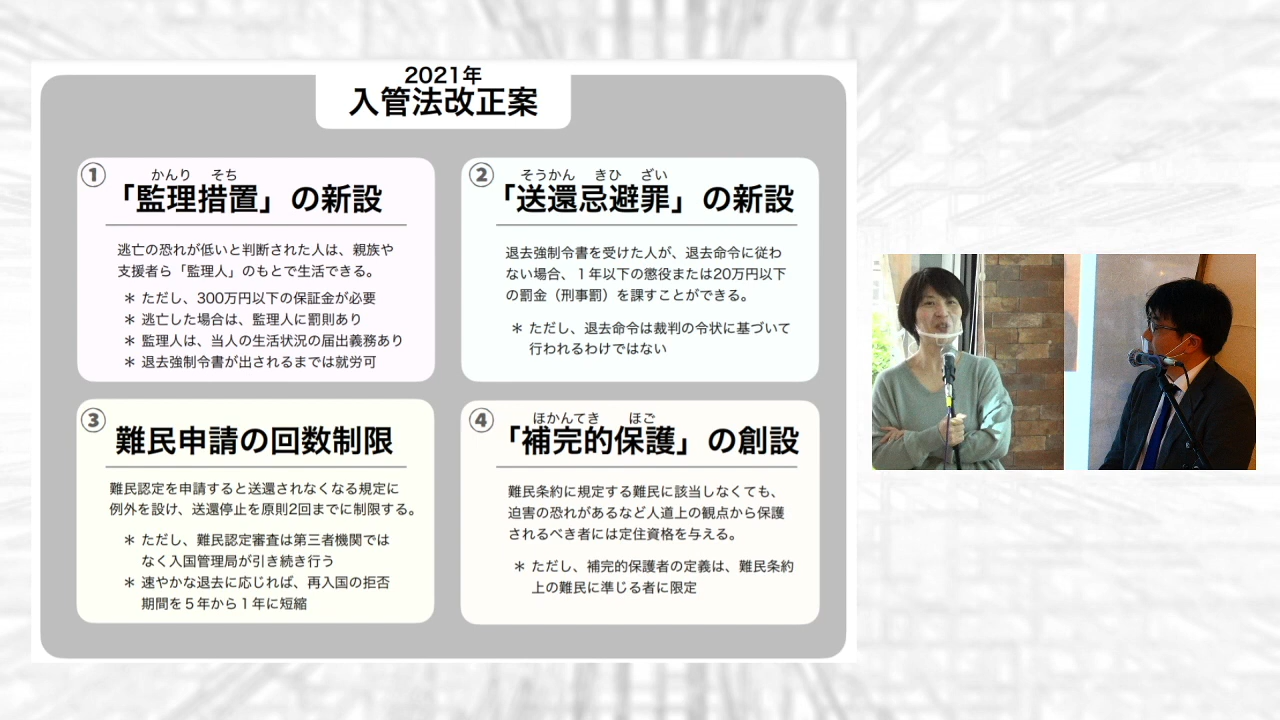 2021年
入管法改正案
①
かんり そち
「監理措置」の新設
逃亡の恐れが低いと判断された人は、親族や
支援者ら「監理人」のもとで生活できる。
＊ ただし、300万円以下の保証金が必要
＊ 逃亡した場合は、監理人に罰則あり
＊ 監理人は、当人の生活状況の届出義務あり
＊ 退去強制令書が出されるまでは就労可
②
そうかん きひ ざい
「送還忌避罪」の新設
退去強制令書を受けた人が、退去命令に従わ
ない場合、１年以下の懲役または20万円以下
の罰金（刑事罰）を課すことができる。
＊ ただし、退去命令は裁判の令状に基づいて
行われるわけではない
③
難民申請の回数制限
難民認定を申請すると送還されなくなる規定に
例外を設け、送還停止を原則2回までに制限する。
＊ ただし、難民認定審査は第三者機関では
なく入国管理局が引き続き行う
＊ 速やかな退去に応じれば、再入国の拒否
期間を５年から１年に短縮
④
ほかんてき ほご
「補完的保護」の創設
難民条約に規定する難民に該当しなくても、
迫害の恐れがあるなど人道上の観点から保護
されるべき者には定住資格を与える。
＊ ただし、補完的保護者の定義は、難民条約
上の難民に準じる者に限定